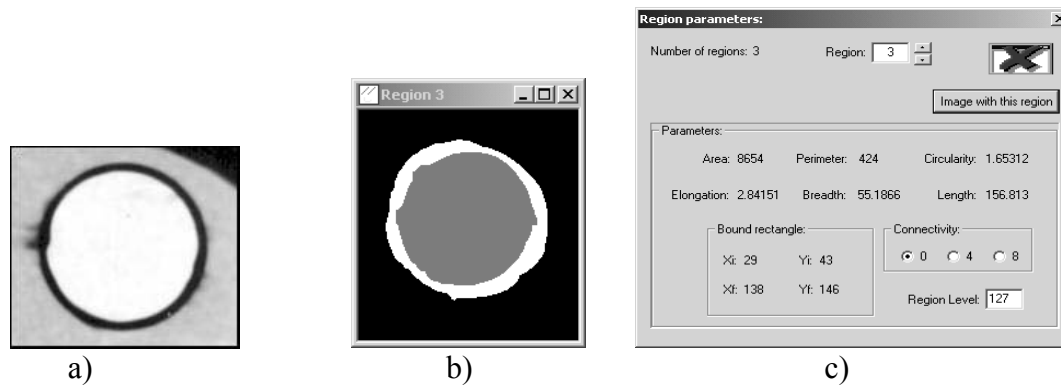 Region parameters:
Number of regions: 3
Region: 3
Image with this region
Region 3
Parameters:
Area: 8654 Perimeter: 424 Circularity: 1.65312
Elongation: 2.84151 Breadth: 55.1866 Length: 156.813
Bound rectangle:
Xi: 29 Yi: 43
Xf: 138 Yf: 146
Connectivity:
0 4 8
Region Level: 127
a) b) c)